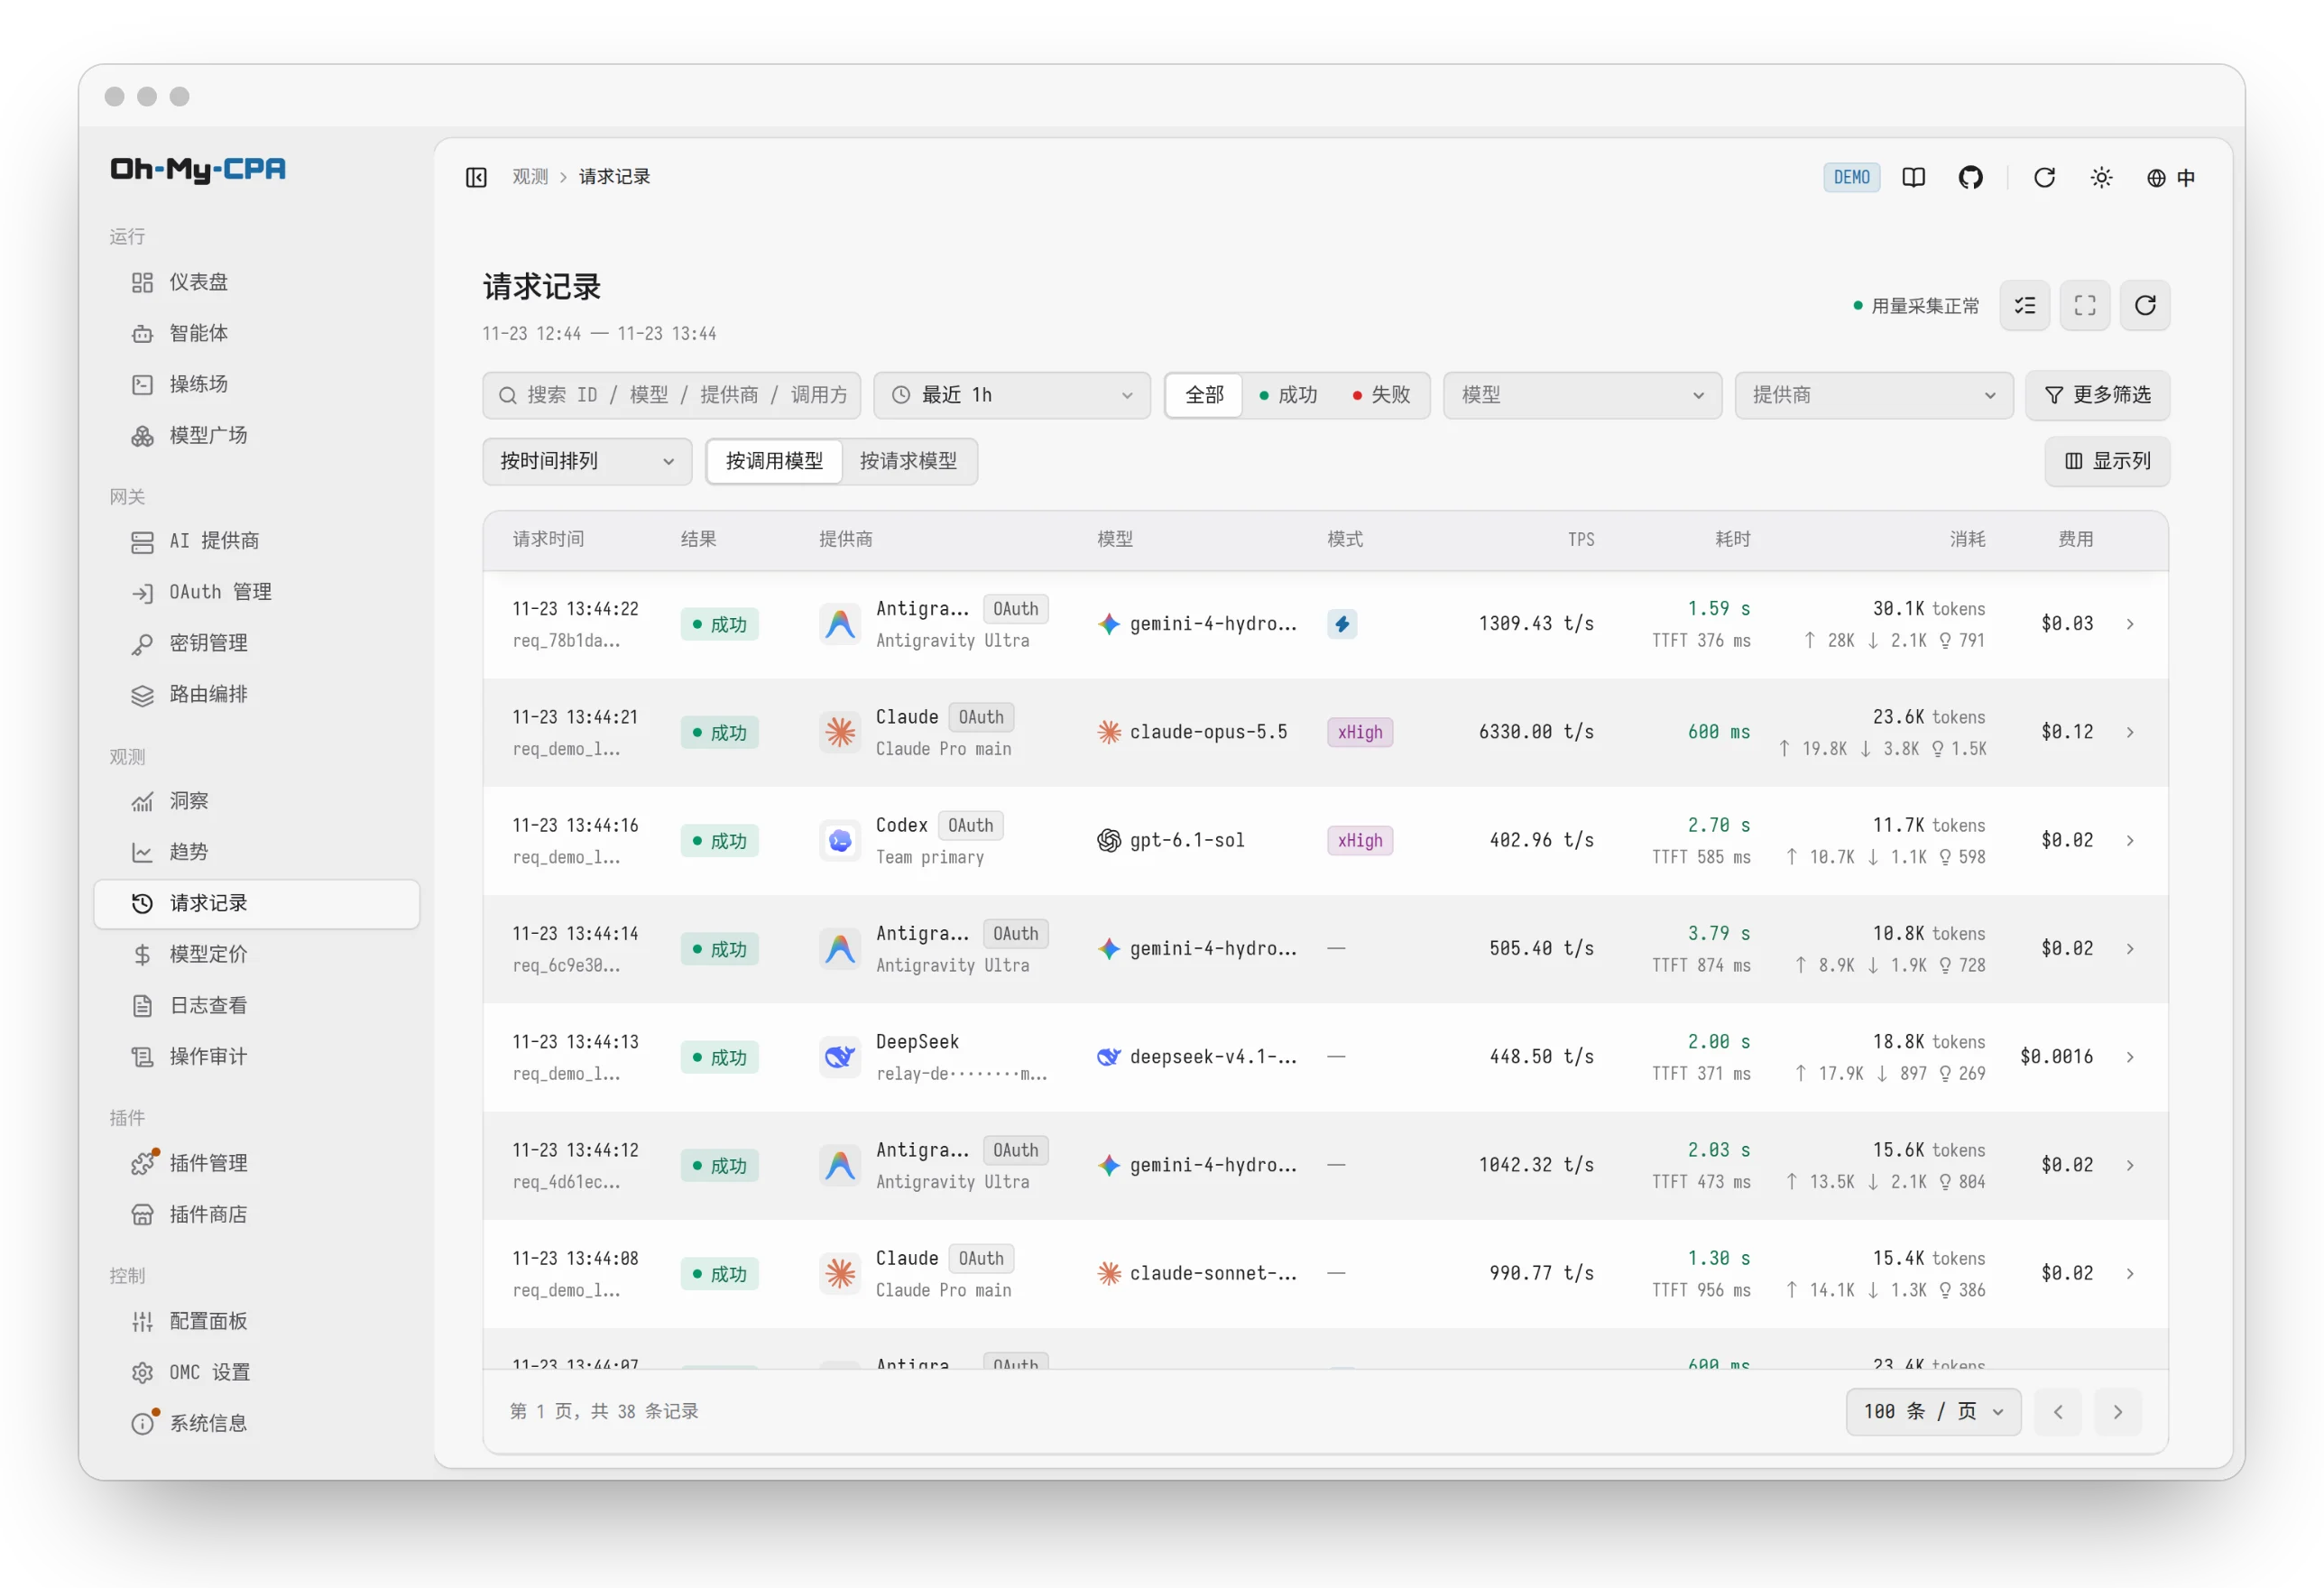 Oh-My-CPA
运行
仪表盘
智能体
操练场
模型广场
网关
AI 提供商
OAuth 管理
密钥管理
路由编排
观测
洞察
趋势
请求记录
模型定价
日志查看
操作审计
插件
插件管理
插件商店
控制
配置面板
OMC 设置
系统信息
观测 > 请求记录
DEMO 中
请求记录
11-23 12:44 — 11-23 13:44
用量采集正常
搜索 ID / 模型 / 提供商 / 调用方 最近 1h 全部 成功 失败 模型 提供商 更多筛选
按时间排列 按调用模型 按请求模型 显示列
请求时间 结果 提供商 模型 模式 TPS 耗时 消耗 费用
11-23 13:44:22 成功 Antigra... OAuth gemini-4-hydro... 1309.43 t/s 1.59 s 30.1K tokens $0.03
req_78b1da... Antigravity Ultra TTFT 376 ms ↑ 28K ↓ 2.1K 791
11-23 13:44:21 成功 Claude OAuth claude-opus-5.5 xHigh 6330.00 t/s 600 ms 23.6K tokens $0.12
req_demo_l... Claude Pro main ↑ 19.8K ↓ 3.8K 1.5K
11-23 13:44:16 成功 Codex OAuth gpt-6.1-sol xHigh 402.96 t/s 2.70 s 11.7K tokens $0.02
req_demo_l... Team primary TTFT 585 ms ↑ 10.7K ↓ 1.1K 598
11-23 13:44:14 成功 Antigra... OAuth gemini-4-hydro... — 505.40 t/s 3.79 s 10.8K tokens $0.02
req_6c9e30... Antigravity Ultra TTFT 874 ms ↑ 8.9K ↓ 1.9K 728
11-23 13:44:13 成功 DeepSeek deepseek-v4.1-... — 448.50 t/s 2.00 s 18.8K tokens $0.0016
req_demo_l... relay-de········m... TTFT 371 ms ↑ 17.9K ↓ 897 269
11-23 13:44:12 成功 Antigra... OAuth gemini-4-hydro... — 1042.32 t/s 2.03 s 15.6K tokens $0.02
req_4d61ec... Antigravity Ultra TTFT 473 ms ↑ 13.5K ↓ 2.1K 804
11-23 13:44:08 成功 Claude OAuth claude-sonnet-... — 990.77 t/s 1.30 s 15.4K tokens $0.02
req_demo_l... Claude Pro main TTFT 956 ms ↑ 14.1K ↓ 1.3K 386
11-23 13:44:07 Antigra... OAuth 600 ms 23.4K tokens
第 1 页，共 38 条记录 100 条 / 页